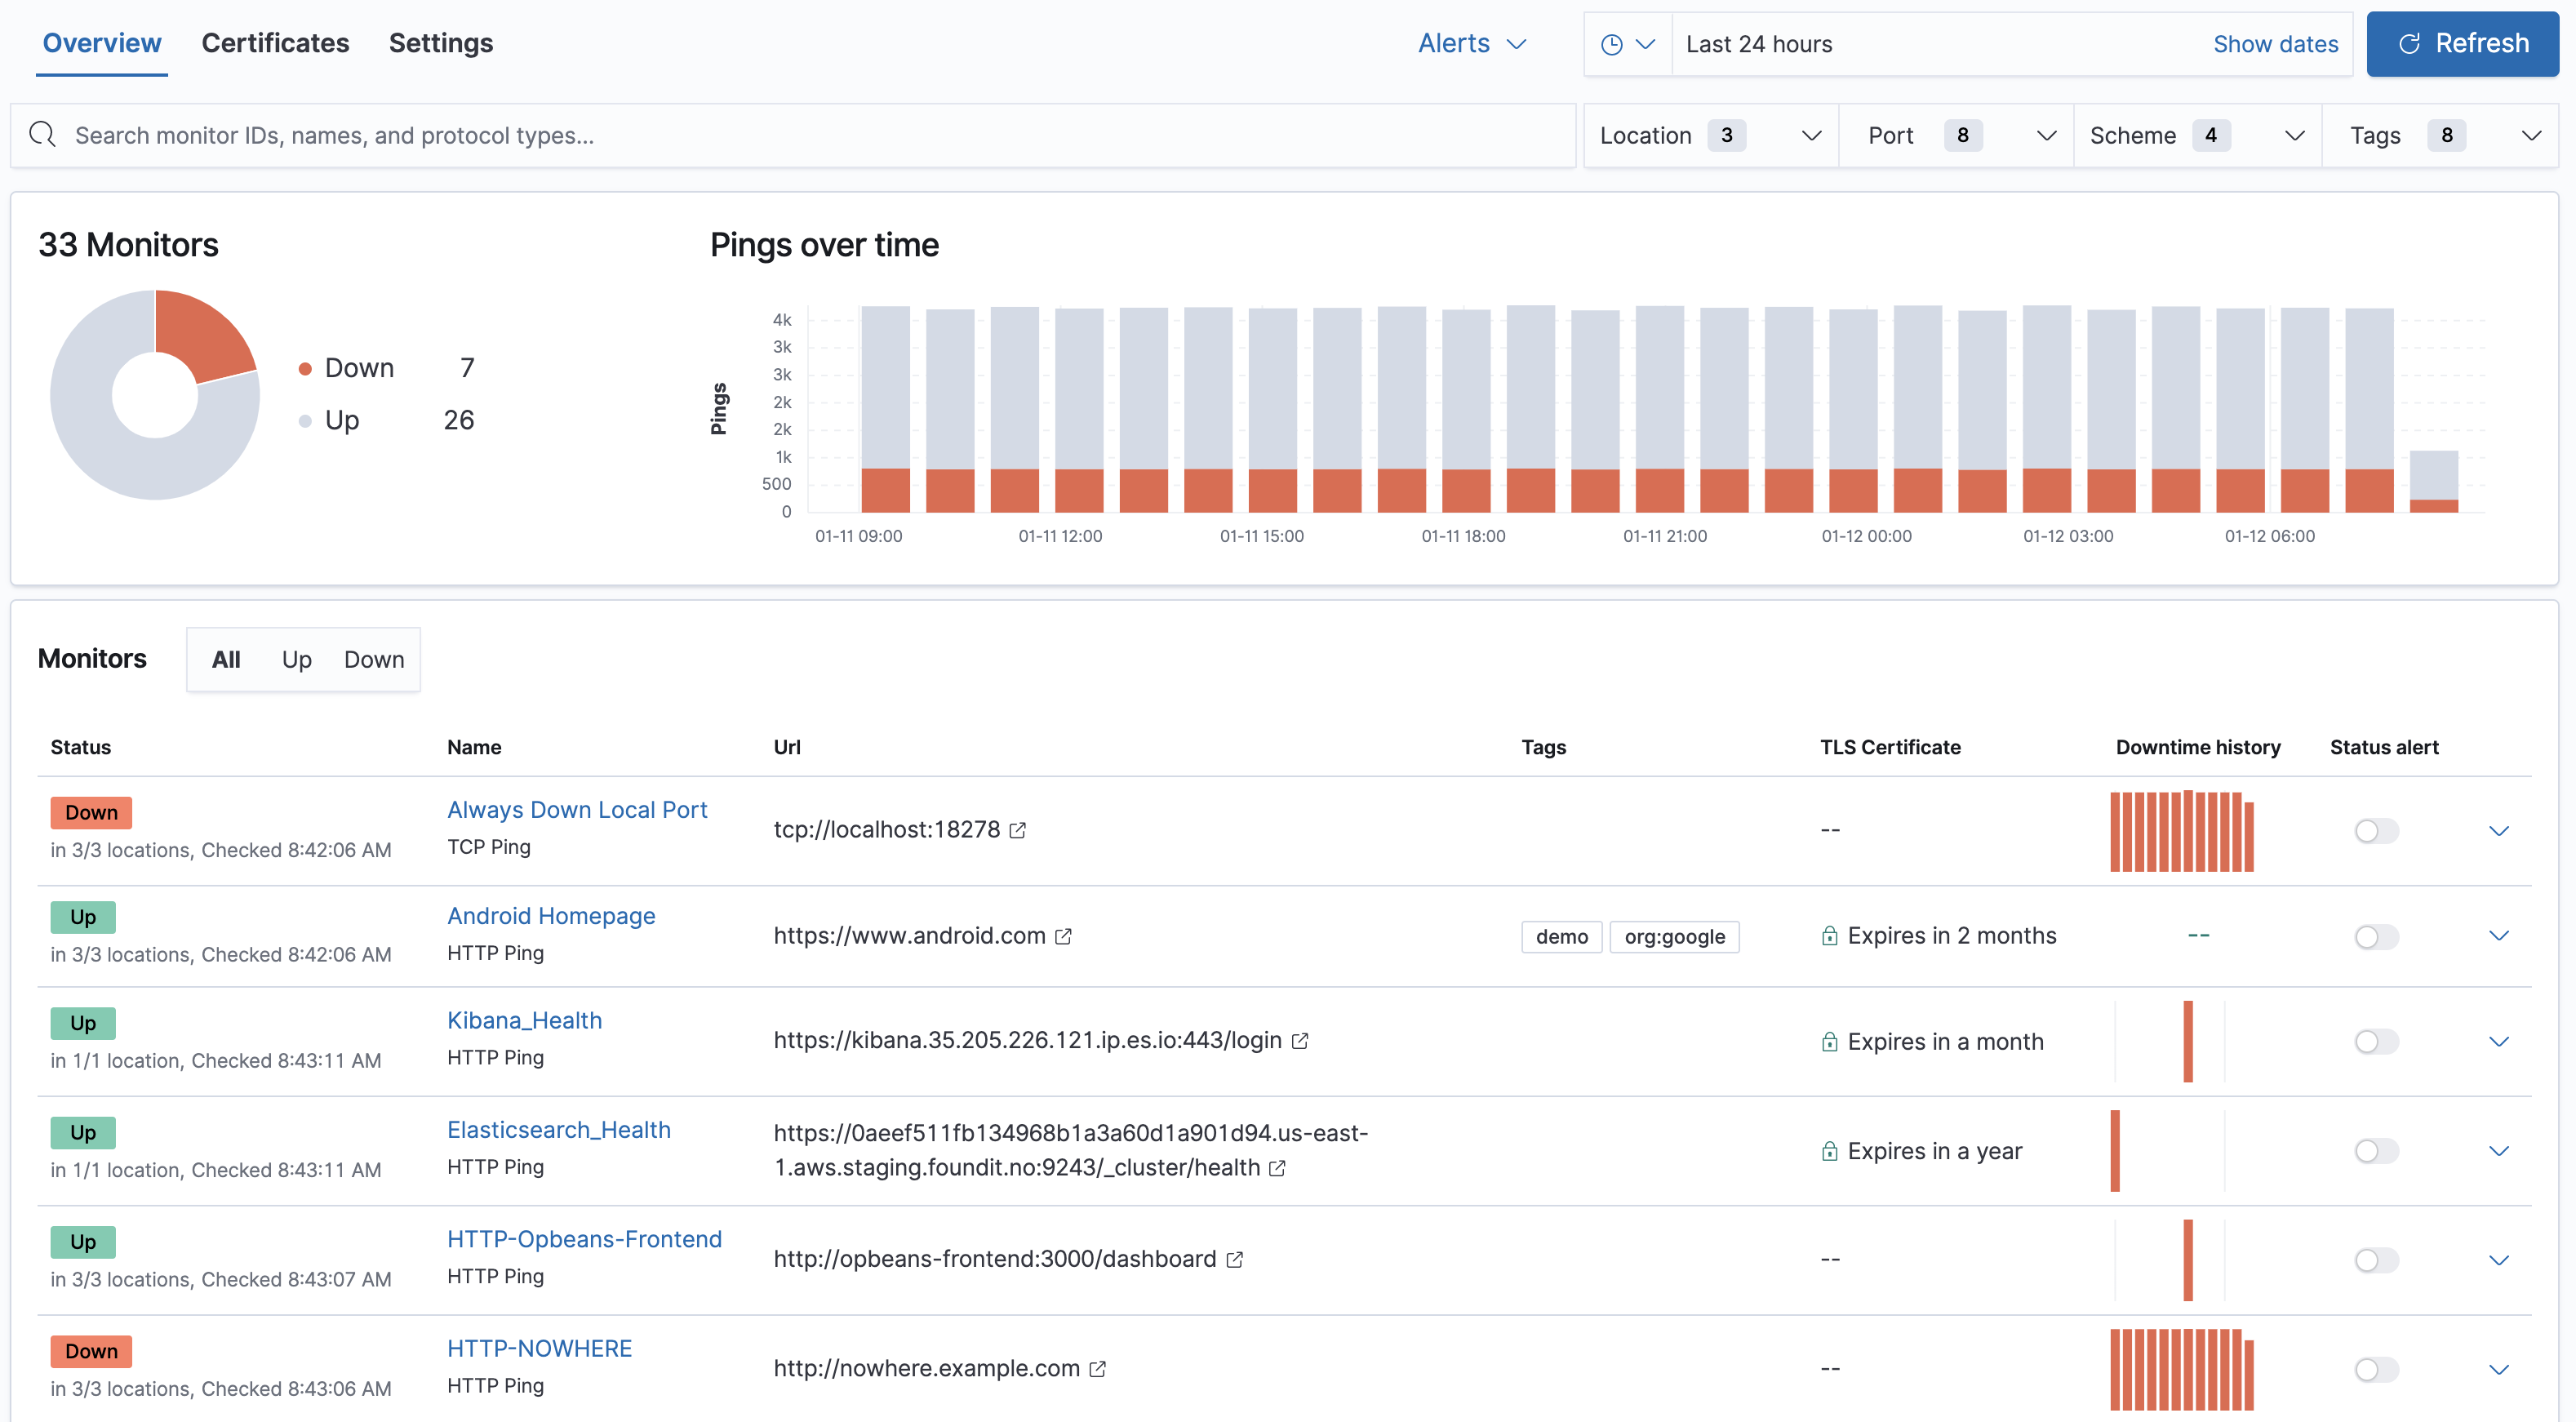 Overview Certificates Settings Alerts Last 24 hours Show dates Refresh
Search monitor IDs, names, and protocol types... Location 3 Port 8 Scheme 4 Tags 8
33 Monitors
Down 7
Up 26
Pings over time
Pings
4k
3k
3k
2k
2k
1k
500
0
01-11 09:00 01-11 12:00 01-11 15:00 01-11 18:00 01-11 21:00 01-12 00:00 01-12 03:00 01-12 06:00
Monitors All Up Down
Status Name Url Tags TLS Certificate Downtime history Status alert
Down
in 3/3 locations, Checked 8:42:06 AM
Always Down Local Port
TCP Ping
tcp://localhost:18278
--
Up
in 3/3 locations, Checked 8:42:06 AM
Android Homepage
HTTP Ping
https://www.android.com
demo org:google
Expires in 2 months
--
Up
in 1/1 location, Checked 8:43:11 AM
Kibana_Health
HTTP Ping
https://kibana.35.205.226.121.ip.es.io:443/login
Expires in a month
Up
in 1/1 location, Checked 8:43:11 AM
Elasticsearch_Health
HTTP Ping
https://0aeef511fb134968b1a3a60d1a901d94.us-east-
1.aws.staging.foundit.no:9243/_cluster/health
Expires in a year
Up
in 3/3 locations, Checked 8:43:07 AM
HTTP-Opbeans-Frontend
HTTP Ping
http://opbeans-frontend:3000/dashboard
--
Down
in 3/3 locations, Checked 8:43:06 AM
HTTP-NOWHERE
HTTP Ping
http://nowhere.example.com
--